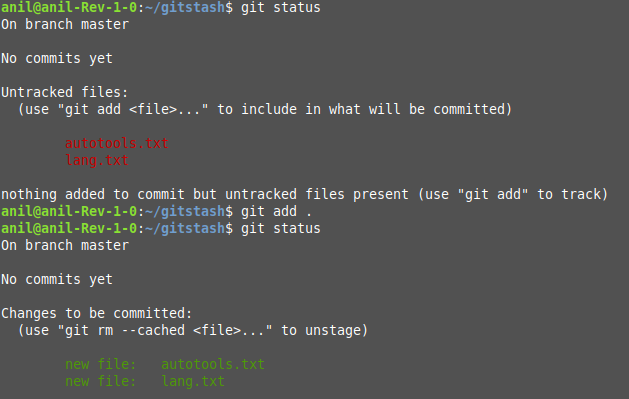 anil@anil-Rev-1-0:~/gitstash$ git status
On branch master
No commits yet
Untracked files:
(use "git add <file>..." to include in what will be committed)
autotools.txt
lang.txt
nothing added to commit but untracked files present (use "git add" to track)
anil@anil-Rev-1-0:~/gitstash$ git add .
anil@anil-Rev-1-0:~/gitstash$ git status
On branch master
No commits yet
Changes to be committed:
(use "git rm --cached <file>..." to unstage)
new file:   autotools.txt
new file:   lang.txt